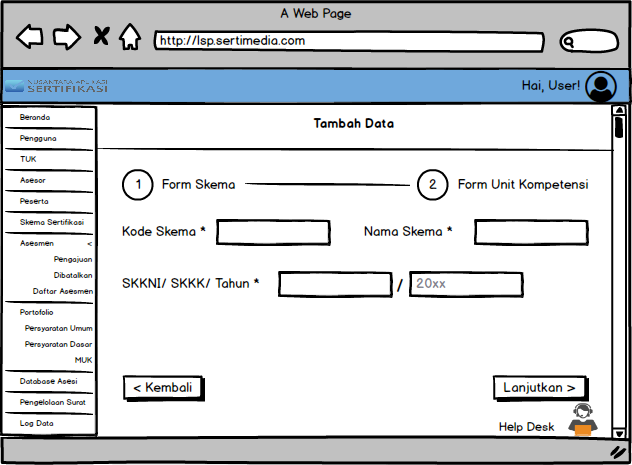 A Web Page
http://lsp.sertimedia.com
NUSANTARA APLIKASI
SERTIFIKASI
Hai, User!
Beranda
Pengguna
TUK
Asesor
Peserta
Skema Sertifikasi
Asesmen <
Pengajuan
Dibatalkan
Daftar Asesmen
Portofolio
Persyaratan Umum
Persyaratan Dasar
MUK
Database Asesi
Pengelolaan Surat
Log Data
Tambah Data
1 Form Skema 2 Form Unit Kompetensi
Kode Skema * Nama Skema *
SKKNI/ SKKK/ Tahun * / 20xx
< Kembali Lanjutkan >
Help Desk